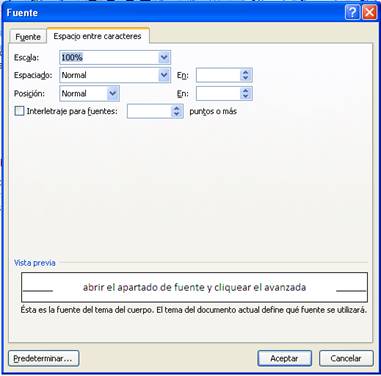 Fuente
Fuente Espacio entre caracteres
Escala: 100%
Espaciado: Normal En:
Posición: Normal En:
Interletraje para fuentes: puntos o más
Vista previa
abrir el apartado de fuente y cliquear el avanzada
Ésta es la fuente del tema del cuerpo. El tema del documento actual define qué fuente se utilizará.
Predeterminar... Aceptar Cancelar